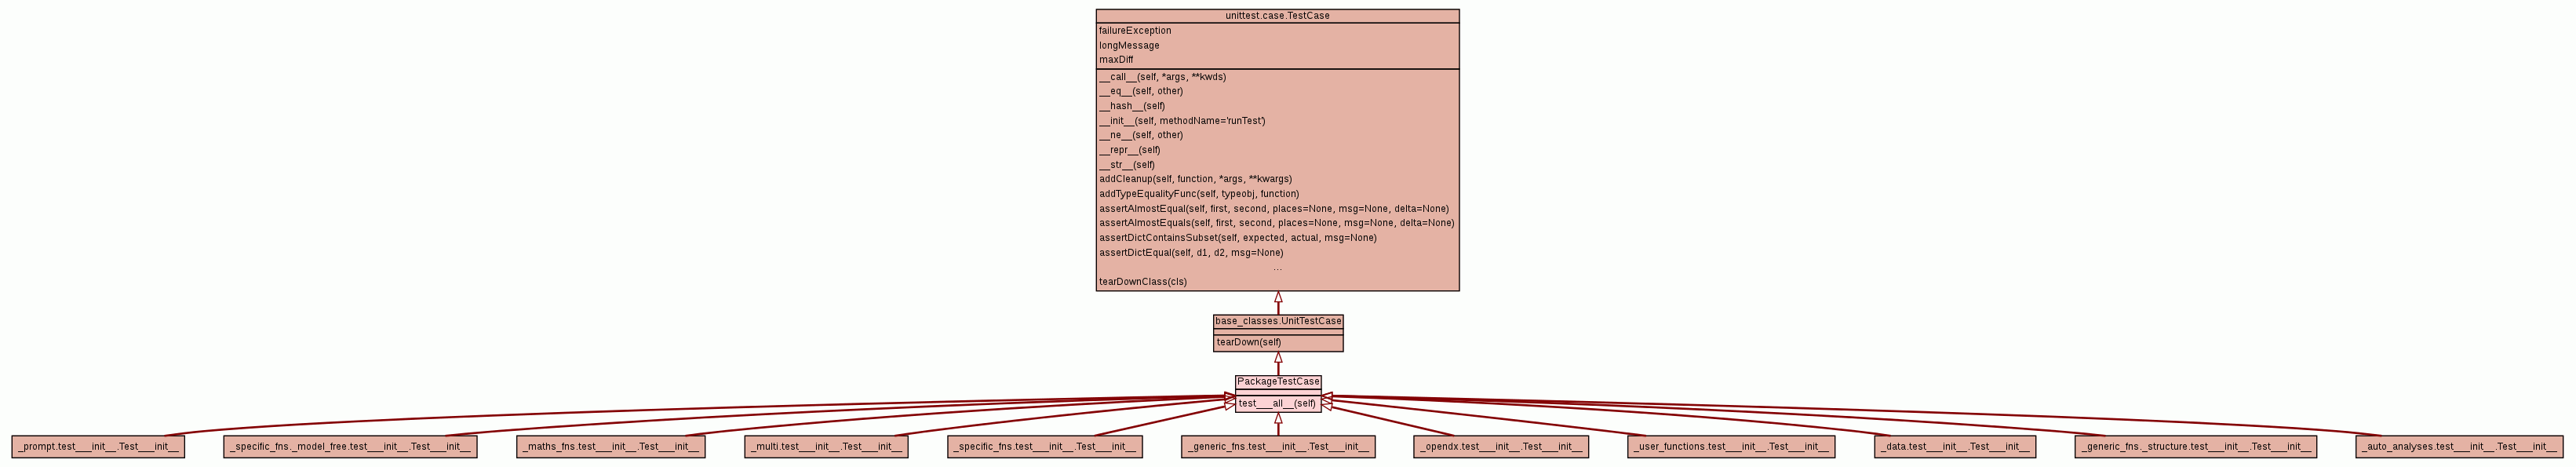 unittest.case.TestCase
failureException
longMessage
maxDiff
__call__(self, *args, **kwds)
__eq__(self, other)
__hash__(self)
__init__(self, methodName='runTest')
__ne__(self, other)
__repr__(self)
__str__(self)
addCleanup(self, function, *args, **kwargs)
addTypeEqualityFunc(self, typeobj, function)
assertAlmostEqual(self, first, second, places=None, msg=None, delta=None)
assertAlmostEquals(self, first, second, places=None, msg=None, delta=None)
assertDictContainsSubset(self, expected, actual, msg=None)
assertDictEqual(self, d1, d2, msg=None)
...
tearDownClass(cls)
base_classes.UnitTestCase
tearDown(self)
PackageTestCase
test___all__(self)
_prompt.test___init__.Test___init__
_specific_fns._model_free.test___init__.Test___init__
_maths_fns.test___init__.Test___init__
_multi.test___init__.Test___init__
_specific_fns.test___init__.Test___init__
_generic_fns.test___init__.Test___init__
_opendx.test___init__.Test___init__
_user_functions.test___init__.Test___init__
_data.test___init__.Test___init__
_generic_fns._structure.test___init__.Test___init__
_auto_analyses.test___init__.Test___init__